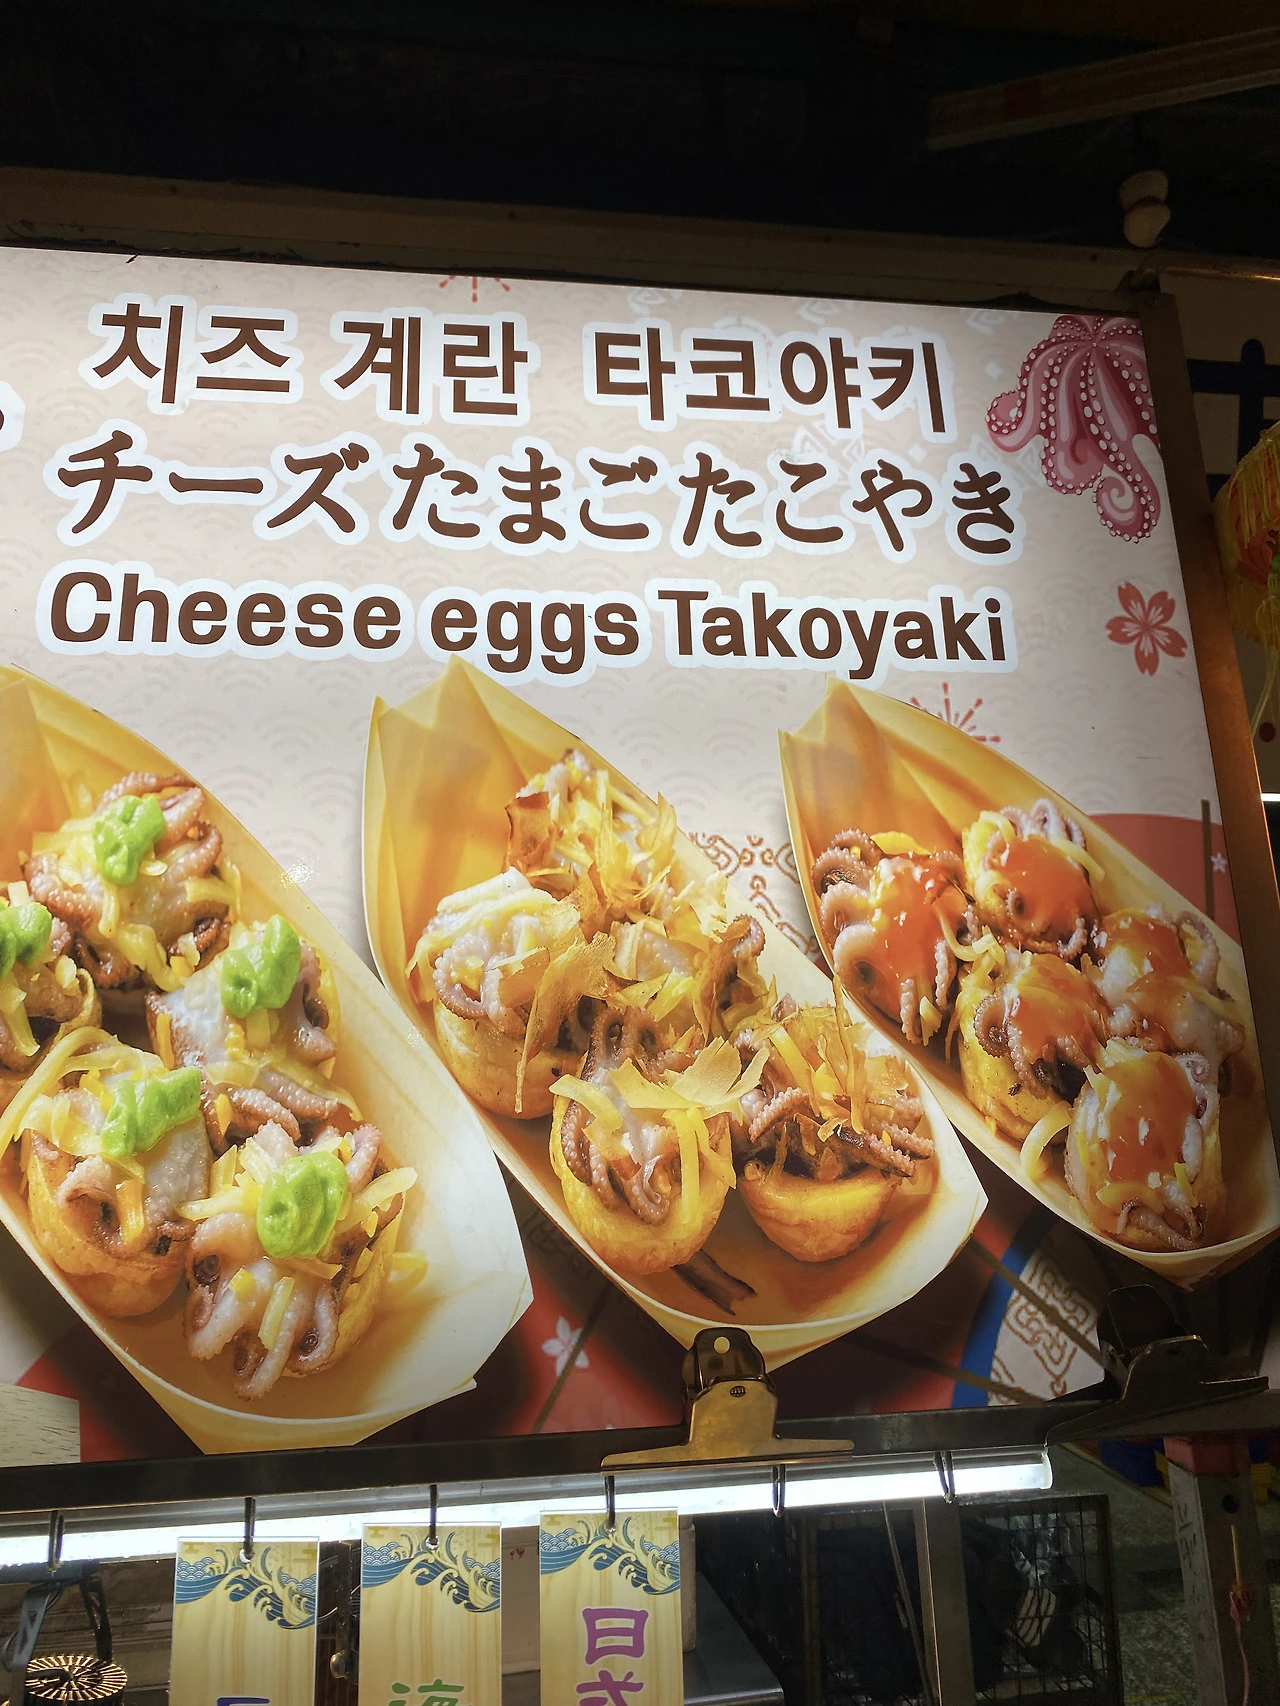 치즈 계란 타코야키
チーズたまごたこやき
Cheese eggs Takoyaki
日式